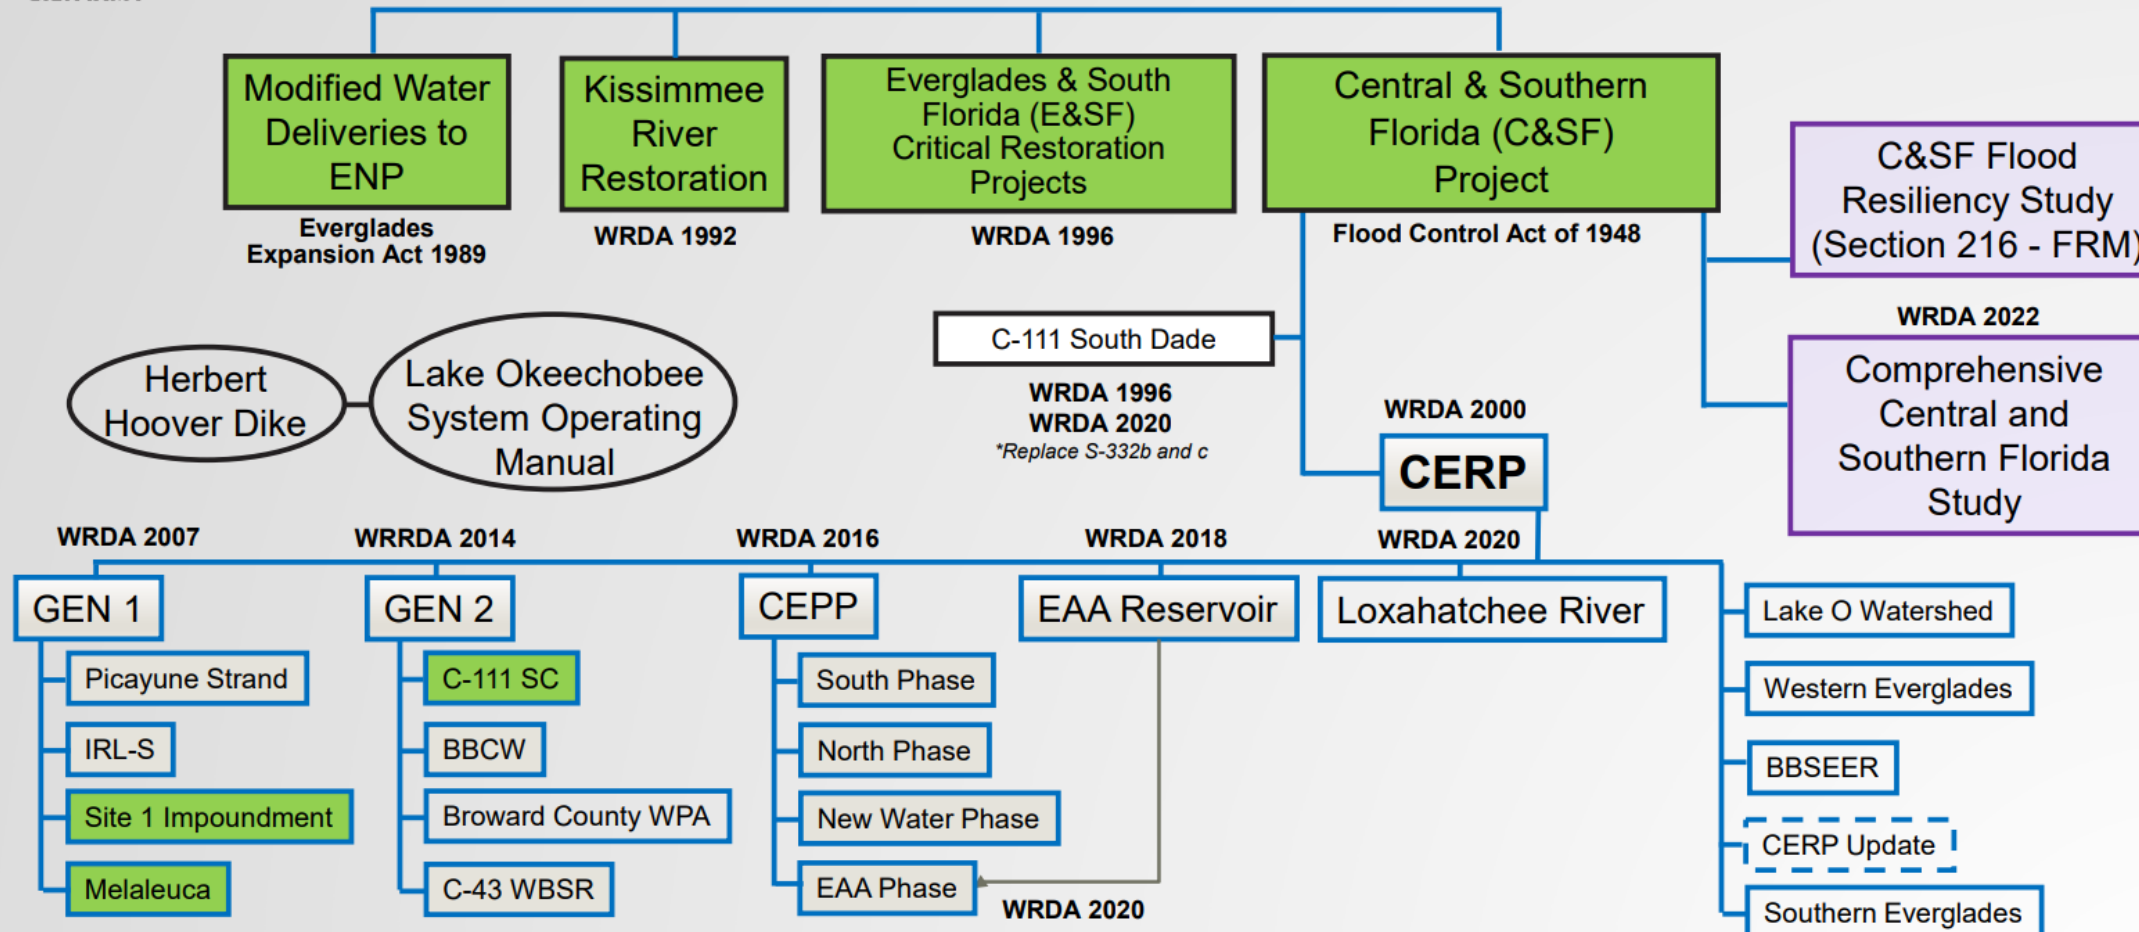 Modified Water
Deliveries to
ENP
Everglades
Expansion Act 1989
Kissimmee
River
Restoration
WRDA 1992
Everglades & South
Florida (E&SF)
Critical Restoration
Projects
WRDA 1996
Central & Southern
Florida (C&SF)
Project
Flood Control Act of 1948
C&SF Flood
Resiliency Study
(Section 216 - FRM)
WRDA 2022
Comprehensive
Central and
Southern Florida
Study
Herbert
Hoover Dike
Lake Okeechobee
System Operating
Manual
C-111 South Dade
WRDA 1996
WRDA 2020
*Replace S-332b and c
WRDA 2000
CERP
WRDA 2007
GEN 1
Picayune Strand
IRL-S
Site 1 Impoundment
Melaleuca
WRRDA 2014
GEN 2
C-111 SC
BBCW
Broward County WPA
C-43 WBSR
WRDA 2016
CEPP
South Phase
North Phase
New Water Phase
EAA Phase
WRDA 2018
EAA Reservoir
WRDA 2020
WRDA 2020
Loxahatchee River
Lake O Watershed
Western Everglades
BBSEER
CERP Update
Southern Everglades